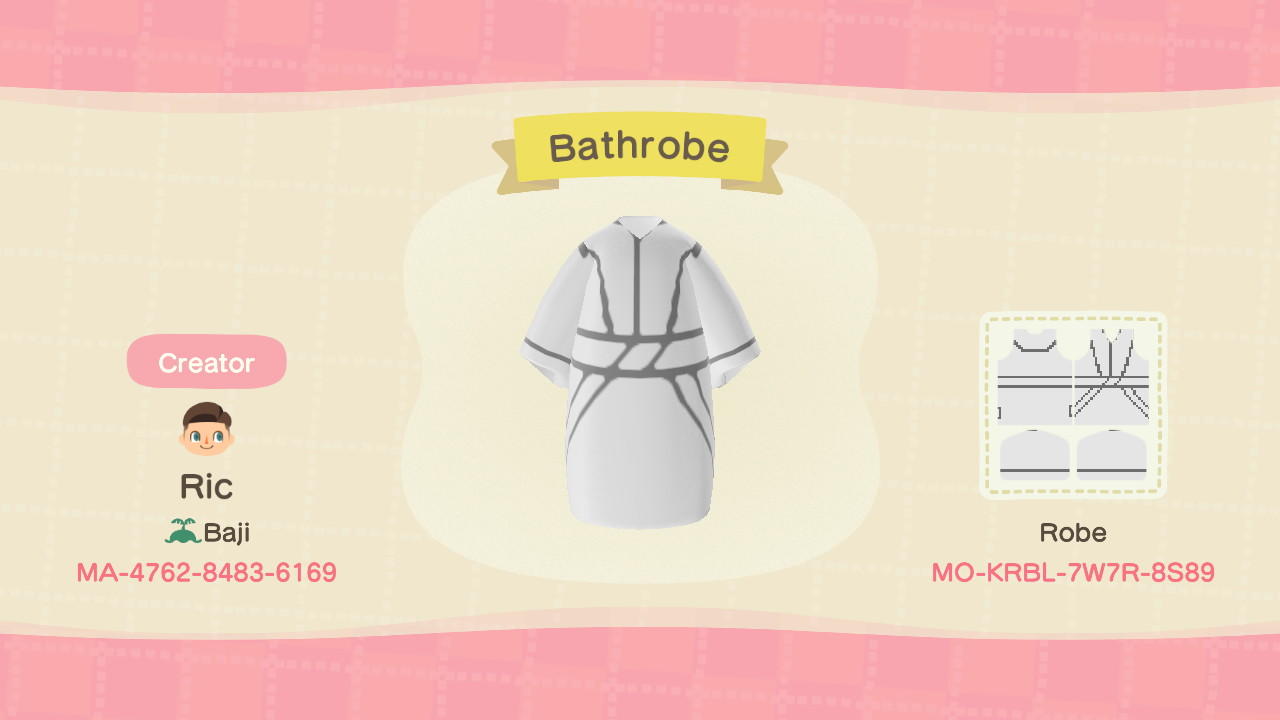 Bathrobe
Creator
Ric
Baji
MA-4762-8483-6169
Robe
MO-KRBL-7W7R-8S89